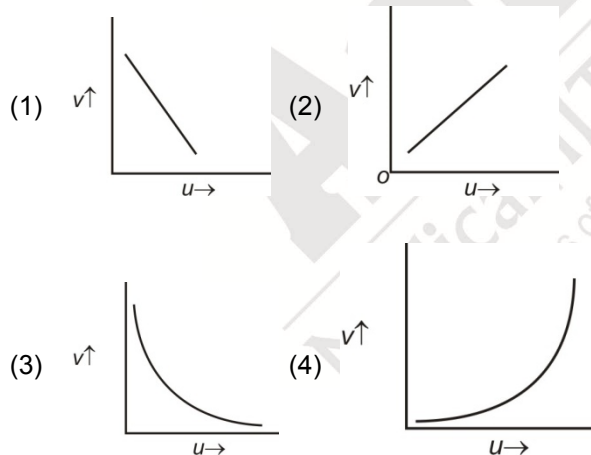 (1) v↑ u→
(2) v↑ o u→
(3) v↑ u→
(4) v↑ u→